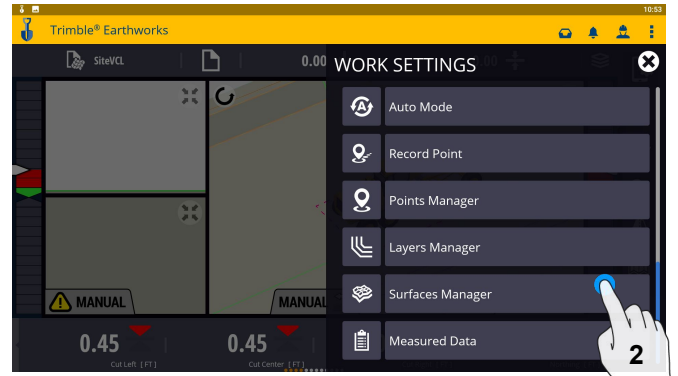 10:53
Trimble® Earthworks
SiteVCL
0.00
.00
WORK SETTINGS
Auto Mode
Record Point
Points Manager
Layers Manager
Surfaces Manager
Measured Data
MANUAL
MANUAL
0.45
0.45
Cut Left [FT]
Cut Center [FT]
2